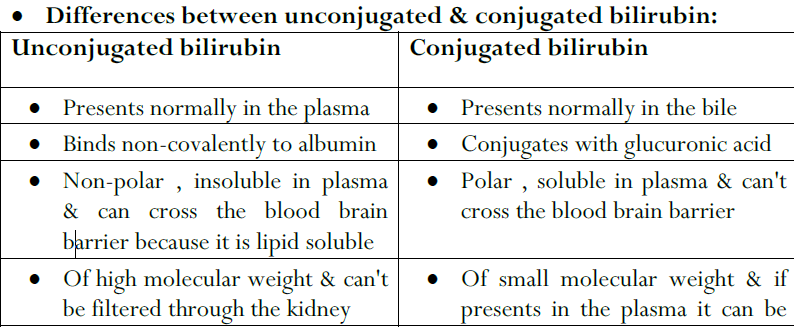 • Differences between unconjugated & conjugated bilirubin:
Unconjugated bilirubin
Conjugated bilirubin
• Presents normally in the plasma
• Presents normally in the bile
• Binds non-covalently to albumin
• Conjugates with glucuronic acid
• Non-polar , insoluble in plasma
& can cross the blood brain
barrier because it is lipid soluble
• Polar , soluble in plasma & can't
cross the blood brain barrier
• Of high molecular weight & can't
be filtered through the kidney
• Of small molecular weight & if
presents in the plasma it can be